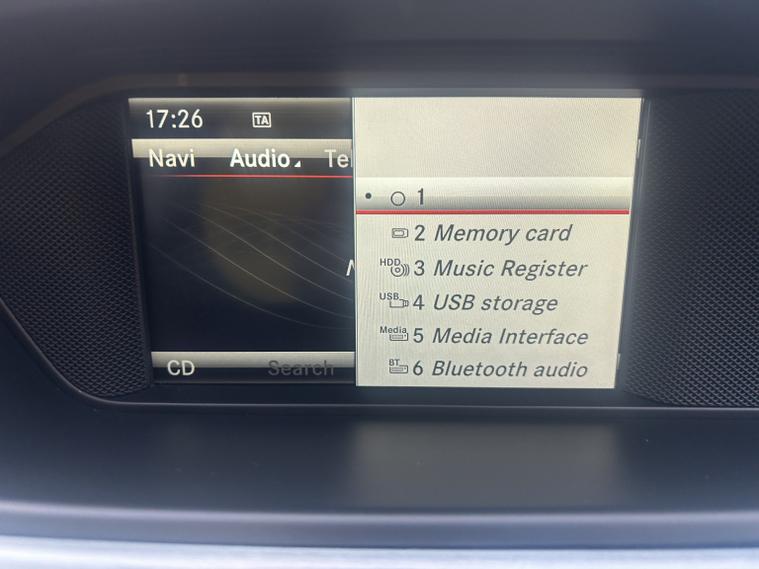 17:26 TA
Navi Audio Tel
1
2 Memory card
HDD 3 Music Register
USB 4 USB storage
Media 5 Media Interface
BT 6 Bluetooth audio
CD Search